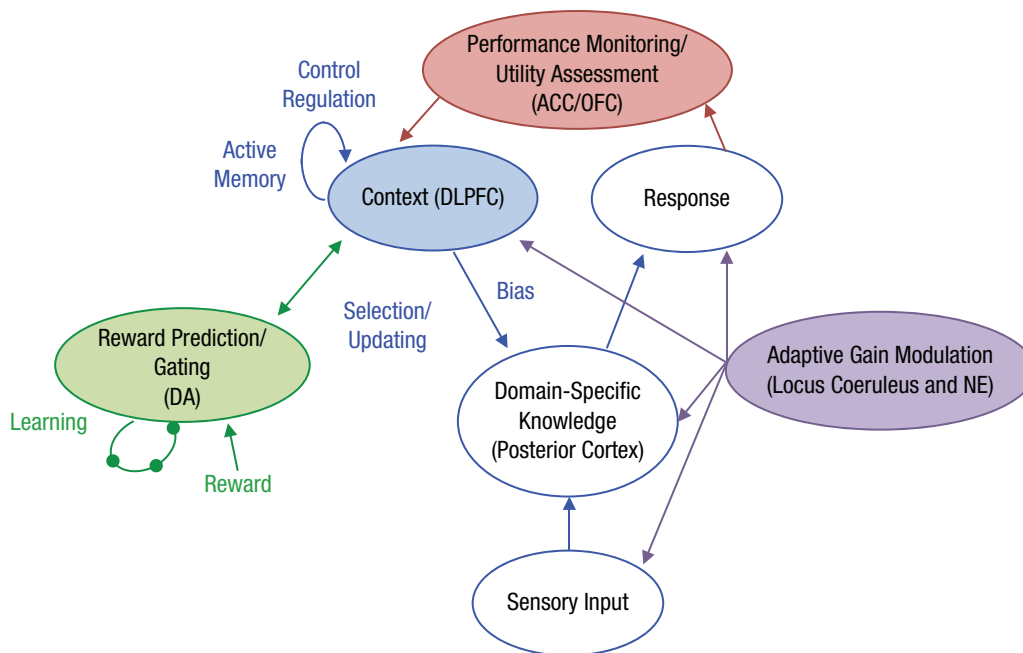 Performance Monitoring/
Utility Assessment
(ACC/OFC)
Control
Regulation
Active
Memory
Context (DLPFC)
Response
Bias
Selection/
Updating
Reward Prediction/
Gating
(DA)
Adaptive Gain Modulation
(Locus Coeruleus and NE)
Domain-Specific
Knowledge
(Posterior Cortex)
Learning
Reward
Sensory Input